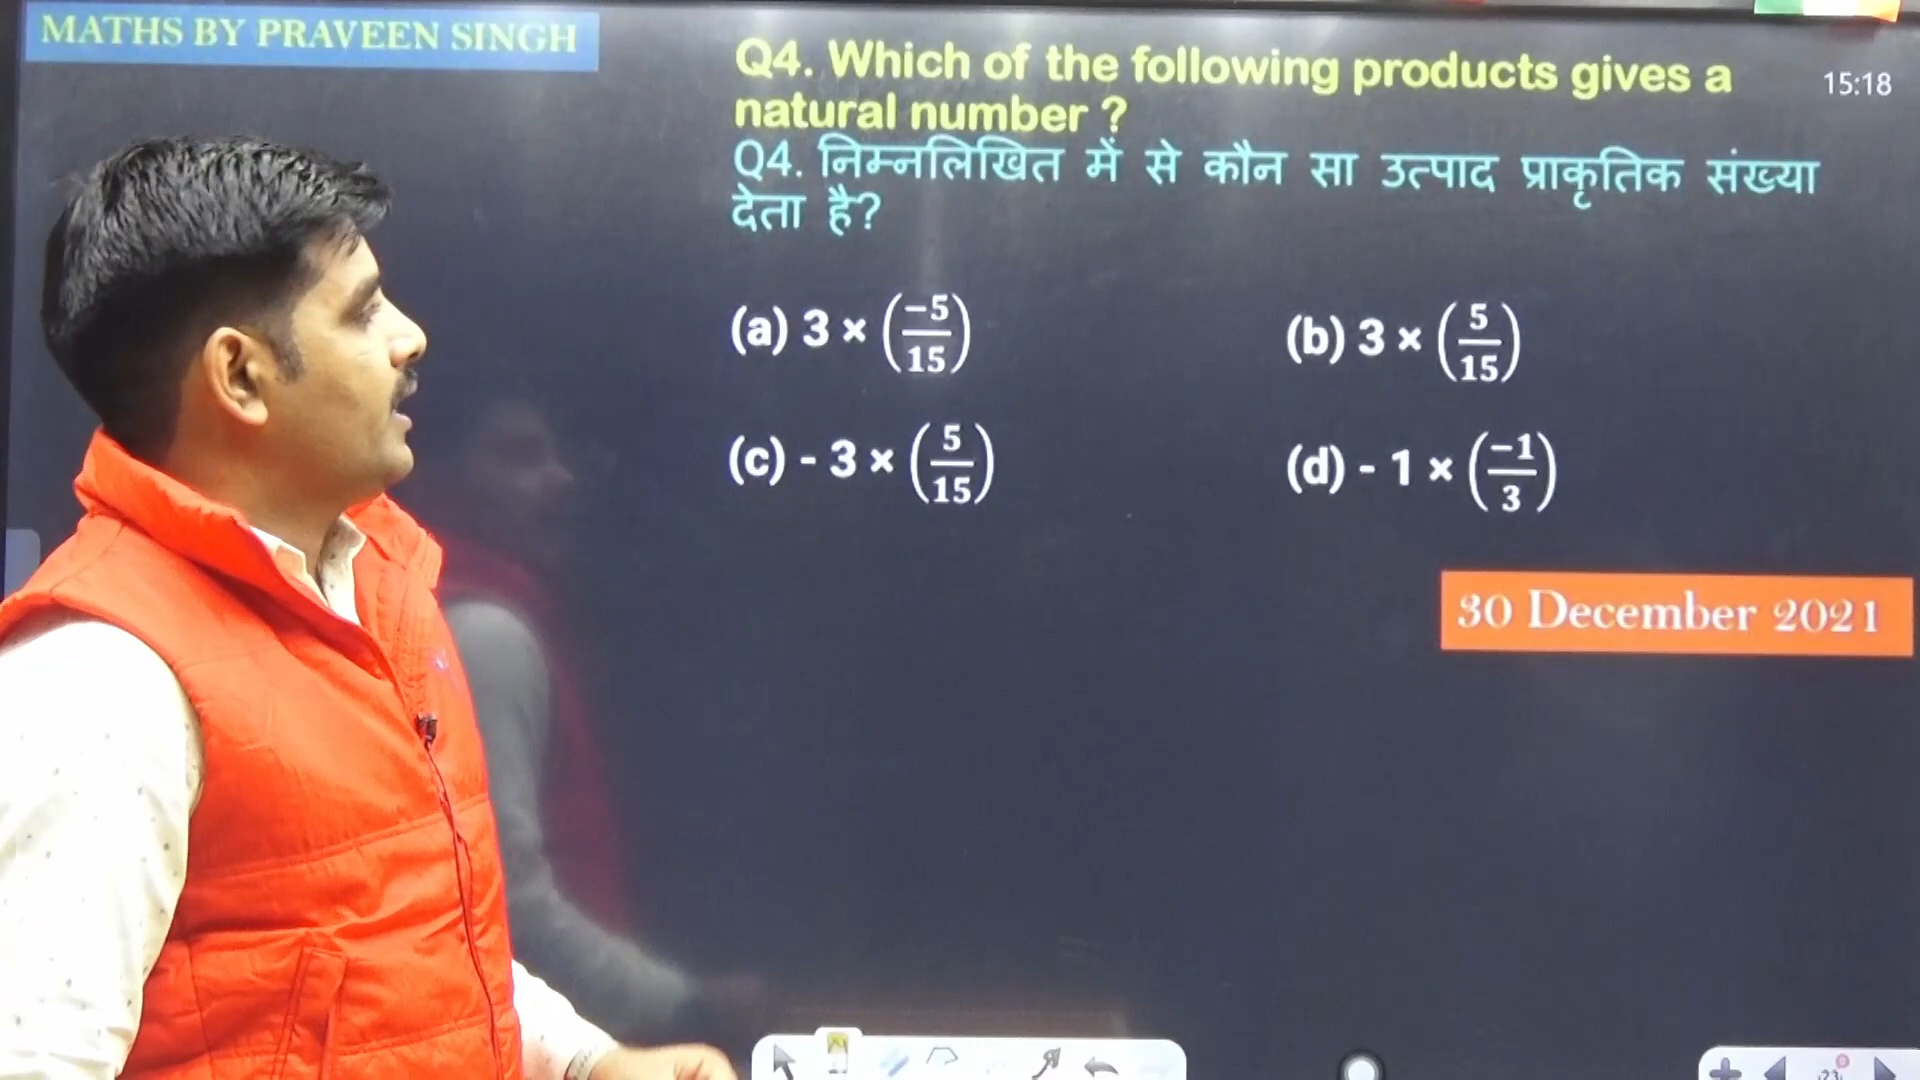 MATHS BY PRAVEEN SINGH
Q4. Which of the following products gives a
natural number ?
15:18
Q4. निम्नलिखित में से कौन सा उत्पाद प्राकृतिक संख्या
देता है?
(a) 3 × (−5/15)
(b) 3 × (5/15)
(c) - 3 × (5/15)
(d) - 1 × (−1/3)
30 December 2021
23